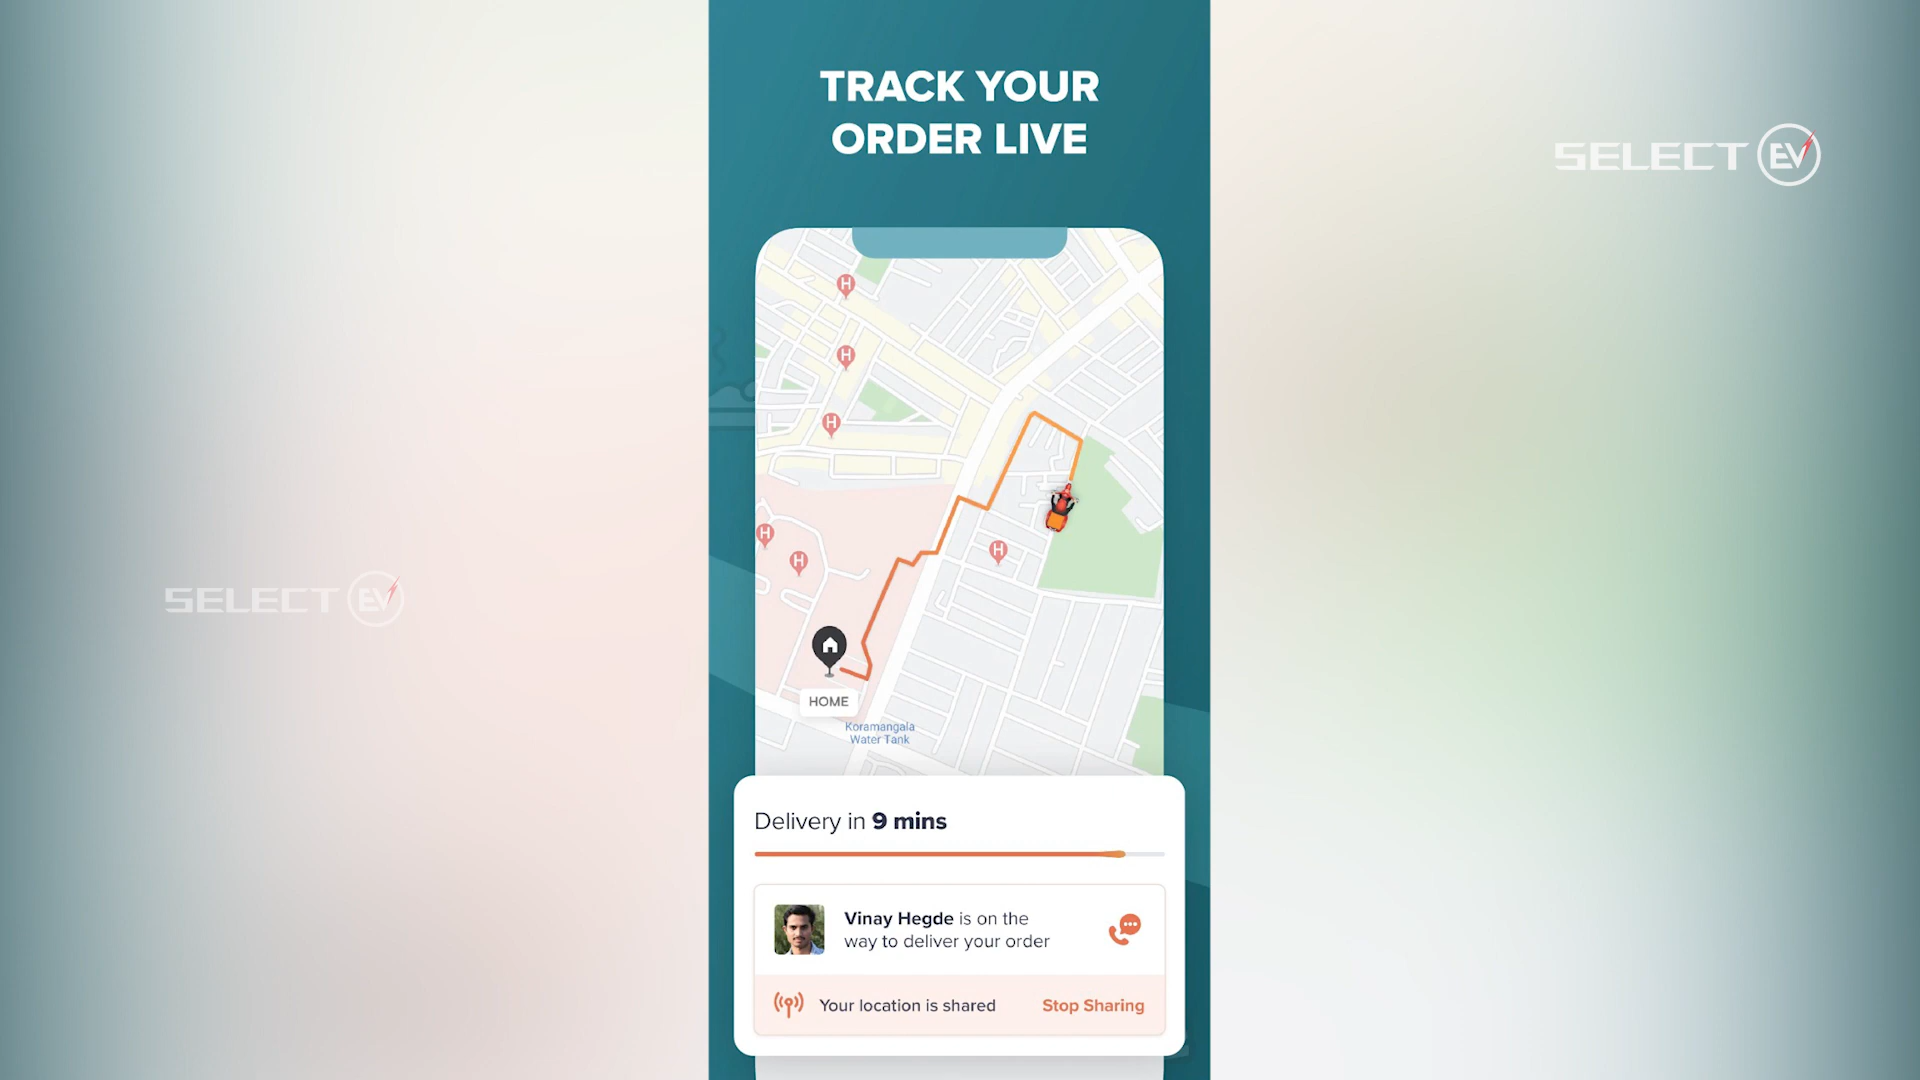 TRACK YOUR
ORDER LIVE
SELECT EV
H
H
H
H
H
H
SELECT EV
HOME
Koramangala
Water Tank
Delivery in 9 mins
Vinay Hegde is on the
way to deliver your order
Your location is shared
Stop Sharing